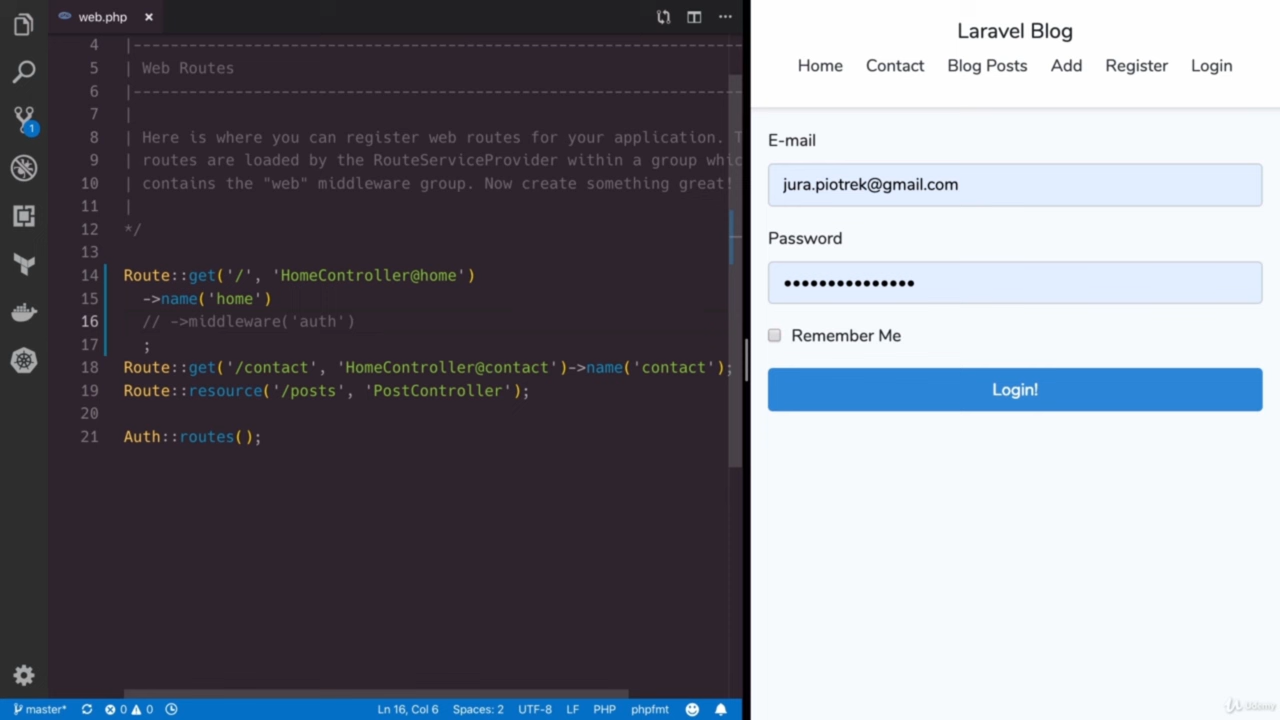 web.php
4 |----------------------------------------------------------------
5 | Web Routes
6 |----------------------------------------------------------------
7 |
8 | Here is where you can register web routes for your application. T
9 | routes are loaded by the RouteServiceProvider within a group whic
10 | contains the "web" middleware group. Now create something great!
11 |
12 */
13
14 Route::get('/', 'HomeController@home')
15 ->name('home')
16 // ->middleware('auth')
17 ;
18 Route::get('/contact', 'HomeController@contact')->name('contact');
19 Route::resource('/posts', 'PostController');
20
21 Auth::routes();
1
master* 0 0 Ln 16, Col 6 Spaces: 2 UTF-8 LF PHP phpfmt
Laravel Blog
Home Contact Blog Posts Add Register Login
E-mail
jura.piotrek@gmail.com
Password
•••••••••••••••
Remember Me
Login!
Udemy